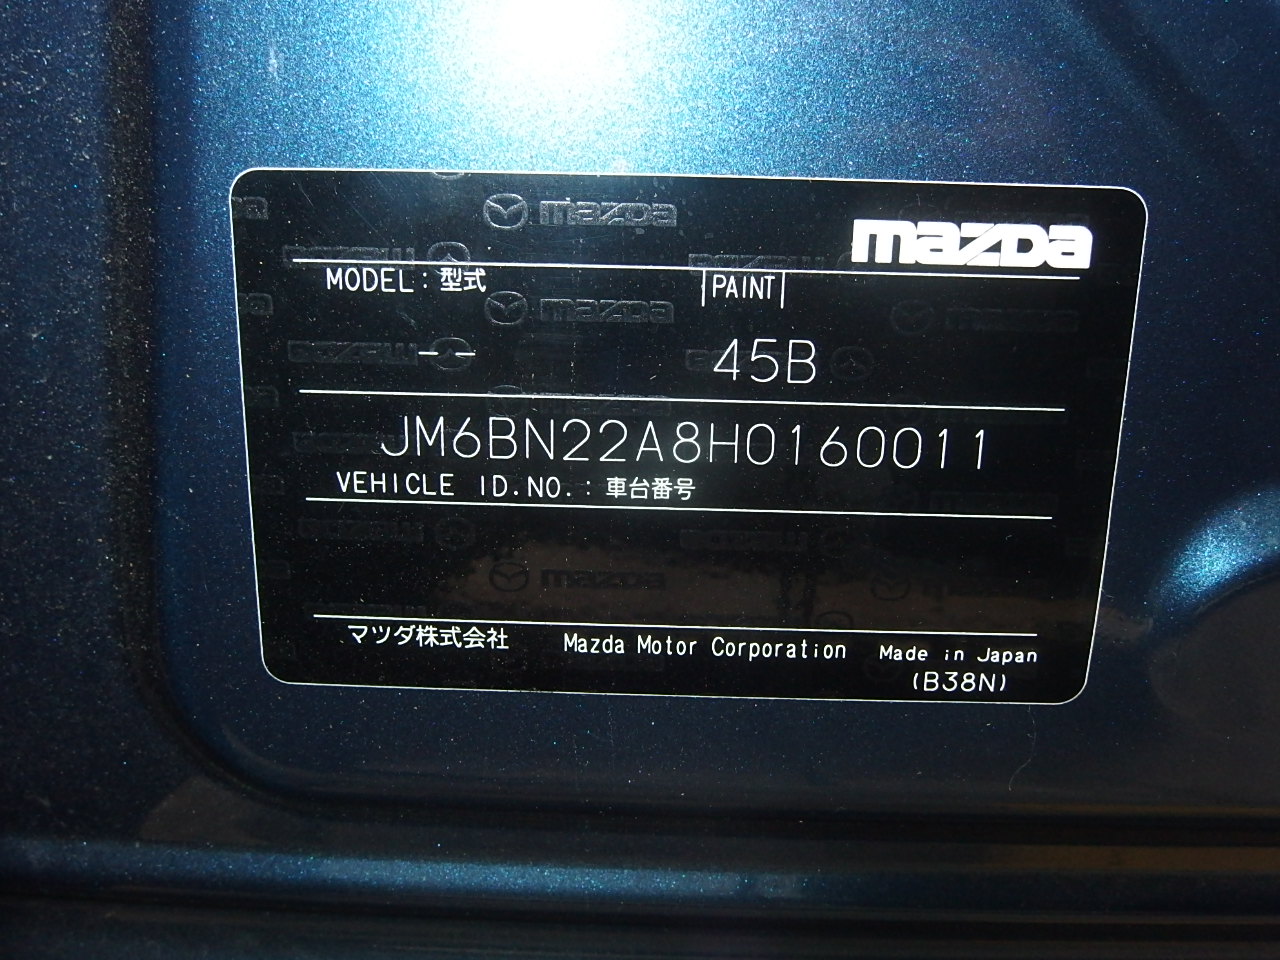 mazda
MODEL : 型式
PAINT
-- 45B
JM6BN22A8H0160011
VEHICLE ID.NO. : 車台番号
マツダ株式会社 Mazda Motor Corporation Made in Japan
(B38N)